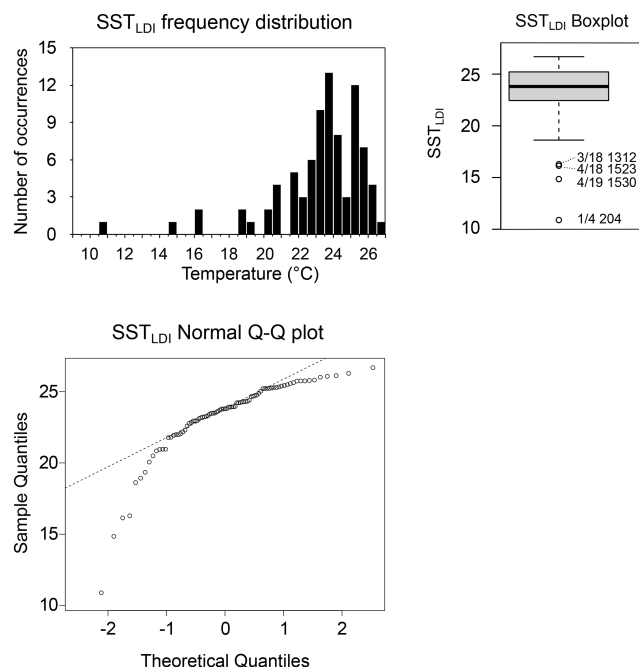 SST_LDI frequency distribution
Number of occurrences
15
12
9
6
3
0
10 12 14 16 18 20 22 24 26
Temperature (°C)
SST_LDI Boxplot
SST_LDI
25
20
15
10
3/18 1312
4/18 1523
4/19 1530
1/4 204
SST_LDI Normal Q-Q plot
Sample Quantiles
25
20
15
10
-2 -1 0 1 2
Theoretical Quantiles